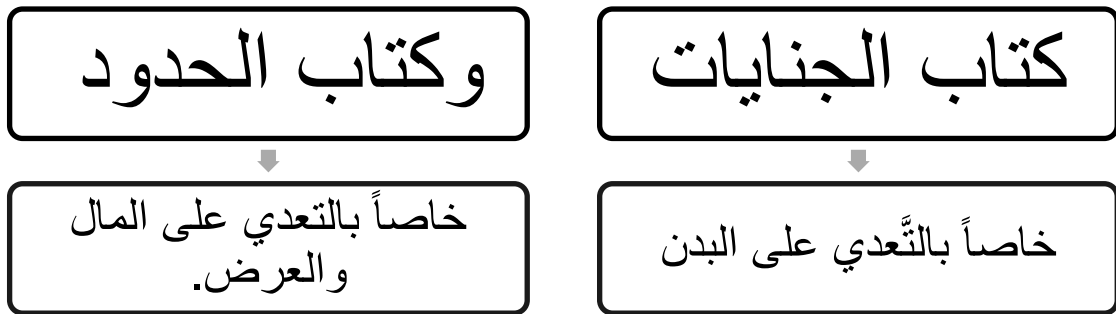 كتاب الجنايات
وكتاب الحدود
خاصاً بالتَّعدي على البدن
خاصاً بالتعدي على المال
والعرض.